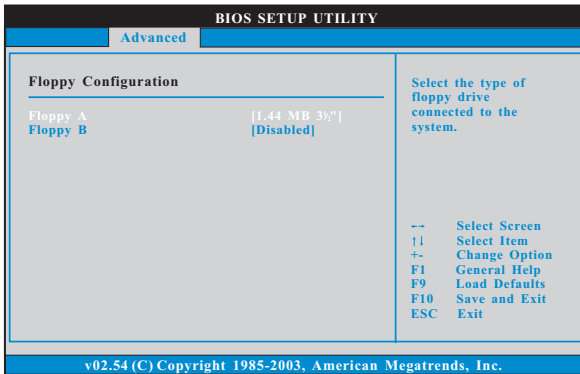 BIOS SETUP UTILITY
Advanced
Floppy Configuration
Floppy A [1.44 MB 3½"]
Floppy B [Disabled]
Select the type of
floppy drive
connected to the
system.
←→ Select Screen
↑↓ Select Item
+- Change Option
F1 General Help
F9 Load Defaults
F10 Save and Exit
ESC Exit
v02.54 (C) Copyright 1985-2003, American Megatrends, Inc.